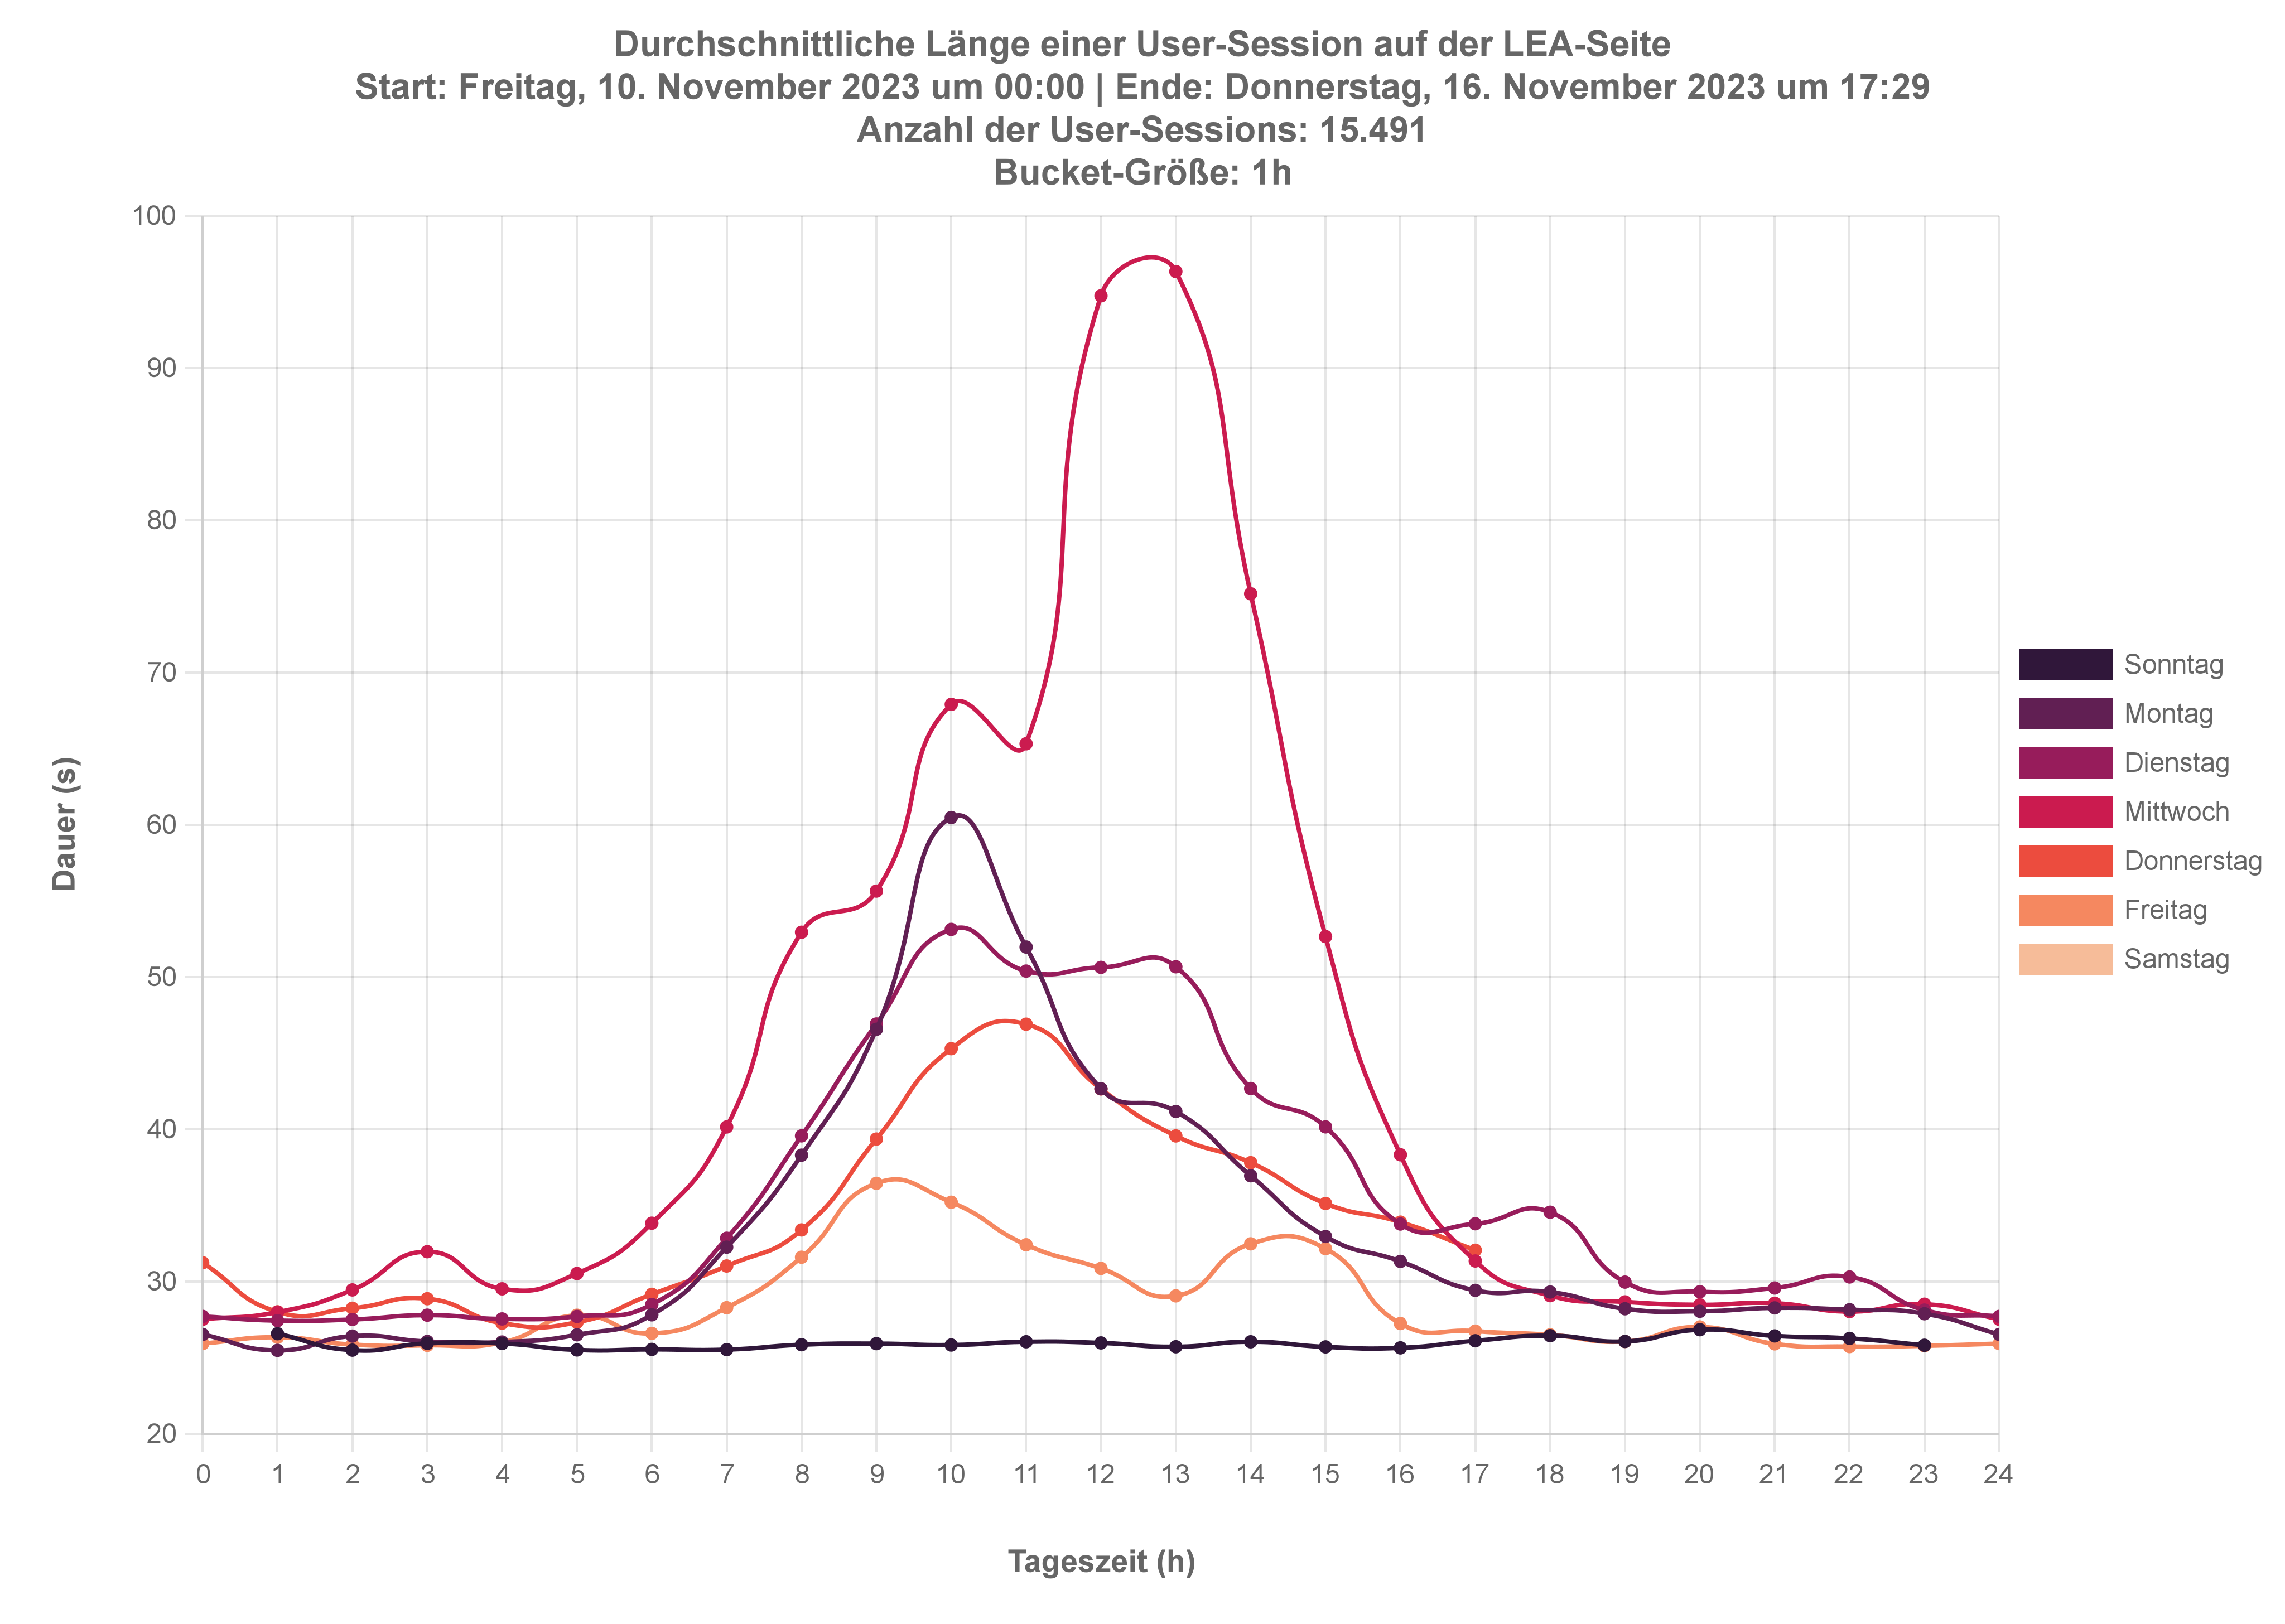 Durchschnittliche Länge einer User-Session auf der LEA-Seite
Start: Freitag, 10. November 2023 um 00:00 | Ende: Donnerstag, 16. November 2023 um 17:29
Anzahl der User-Sessions: 15.491
Bucket-Größe: 1h
100
90
80
70
60
50
40
30
20
Dauer (s)
0 1 2 3 4 5 6 7 8 9 10 11 12 13 14 15 16 17 18 19 20 21 22 23 24
Tageszeit (h)
Sonntag
Montag
Dienstag
Mittwoch
Donnerstag
Freitag
Samstag